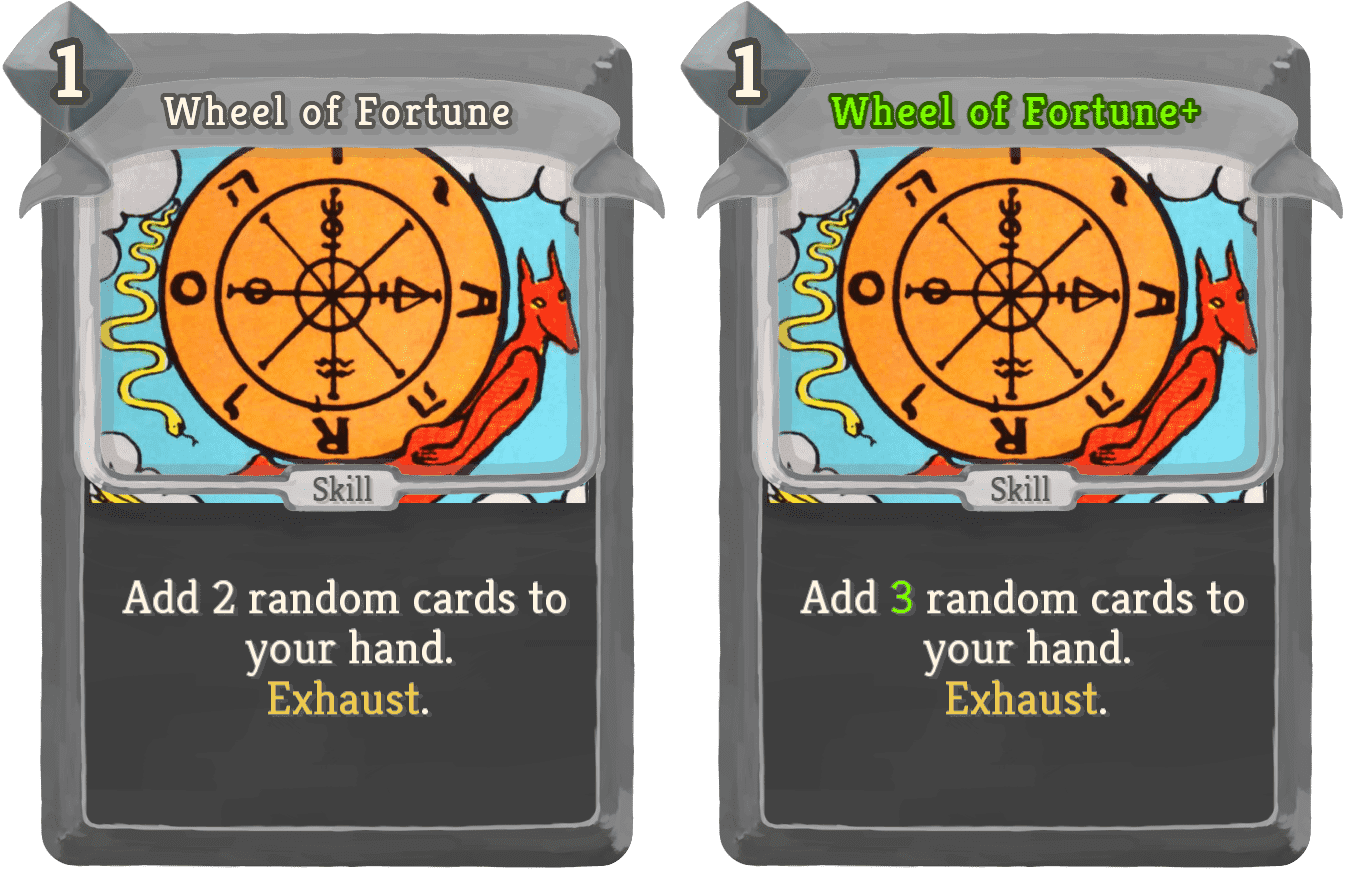 1
Wheel of Fortune
O
A
R
Skill
Add 2 random cards to
your hand.
Exhaust.
1
Wheel of Fortune+
O
A
R
Skill
Add 3 random cards to
your hand.
Exhaust.